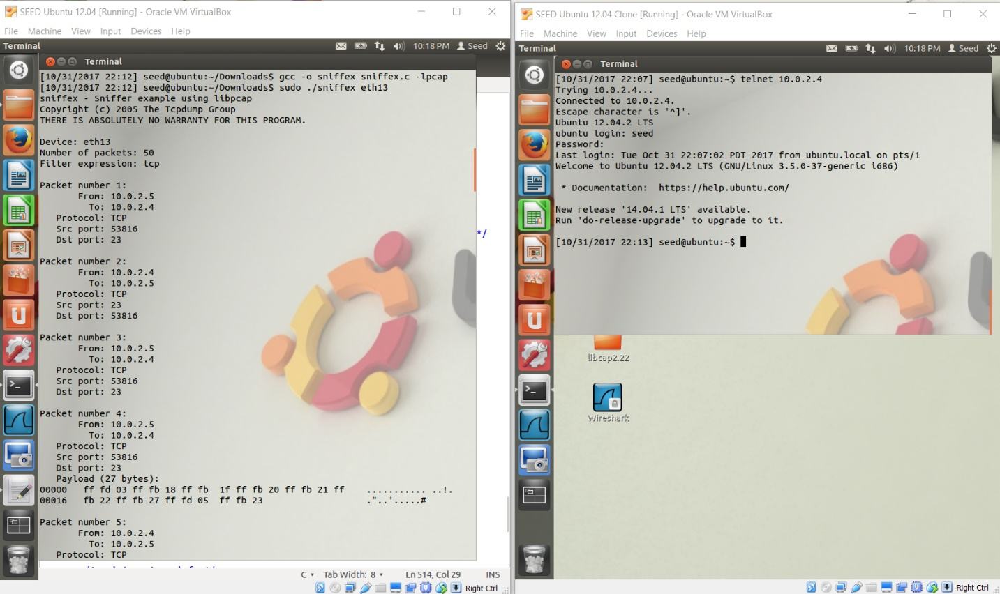 SEED Ubuntu 12.04 [Running] - Oracle VM VirtualBox
File Machine View Input Devices Help
Terminal 10:18 PM Seed
Terminal
[10/31/2017 22:12] seed@ubuntu:~/Downloads$ gcc -o sniffex sniffex.c -lpcap
[10/31/2017 22:12] seed@ubuntu:~/Downloads$ sudo ./sniffex eth13
sniffex - Sniffer example using libpcap
Copyright (c) 2005 The Tcpdump Group
THERE IS ABSOLUTELY NO WARRANTY FOR THIS PROGRAM.
Device: eth13
Number of packets: 50
Filter expression: tcp
Packet number 1:
From: 10.0.2.5
To: 10.0.2.4
Protocol: TCP
Src port: 53816
Dst port: 23
Packet number 2:
From: 10.0.2.4
To: 10.0.2.5
Protocol: TCP
Src port: 23
Dst port: 53816
Packet number 3:
From: 10.0.2.5
To: 10.0.2.4
Protocol: TCP
Src port: 53816
Dst port: 23
Packet number 4:
From: 10.0.2.5
To: 10.0.2.4
Protocol: TCP
Src port: 53816
Dst port: 23
Payload (27 bytes):
00000 ff fd 03 ff fb 18 ff fb 1f ff fb 20 ff fb 21 ff ........... ..!.
00016 fb 22 ff fb 27 ff fd 05 ff fb 23 ."..'.....#
Packet number 5:
From: 10.0.2.4
To: 10.0.2.5
Protocol: TCP
*/
C Tab Width: 8 Ln 514, Col 29 INS
Right Ctrl
SEED Ubuntu 12.04 Clone [Running] - Oracle VM VirtualBox
File Machine View Input Devices Help
Terminal 10:18 PM Seed
Terminal
[10/31/2017 22:07] seed@ubuntu:~$ telnet 10.0.2.4
Trying 10.0.2.4...
Connected to 10.0.2.4.
Escape character is '^]'.
Ubuntu 12.04.2 LTS
ubuntu login: seed
Password:
Last login: Tue Oct 31 22:07:02 PDT 2017 from ubuntu.local on pts/1
Welcome to Ubuntu 12.04.2 LTS (GNU/Linux 3.5.0-37-generic i686)
* Documentation: https://help.ubuntu.com/
New release '14.04.1 LTS' available.
Run 'do-release-upgrade' to upgrade to it.
[10/31/2017 22:13] seed@ubuntu:~$
libcap2.22
Wireshark
Right Ctrl